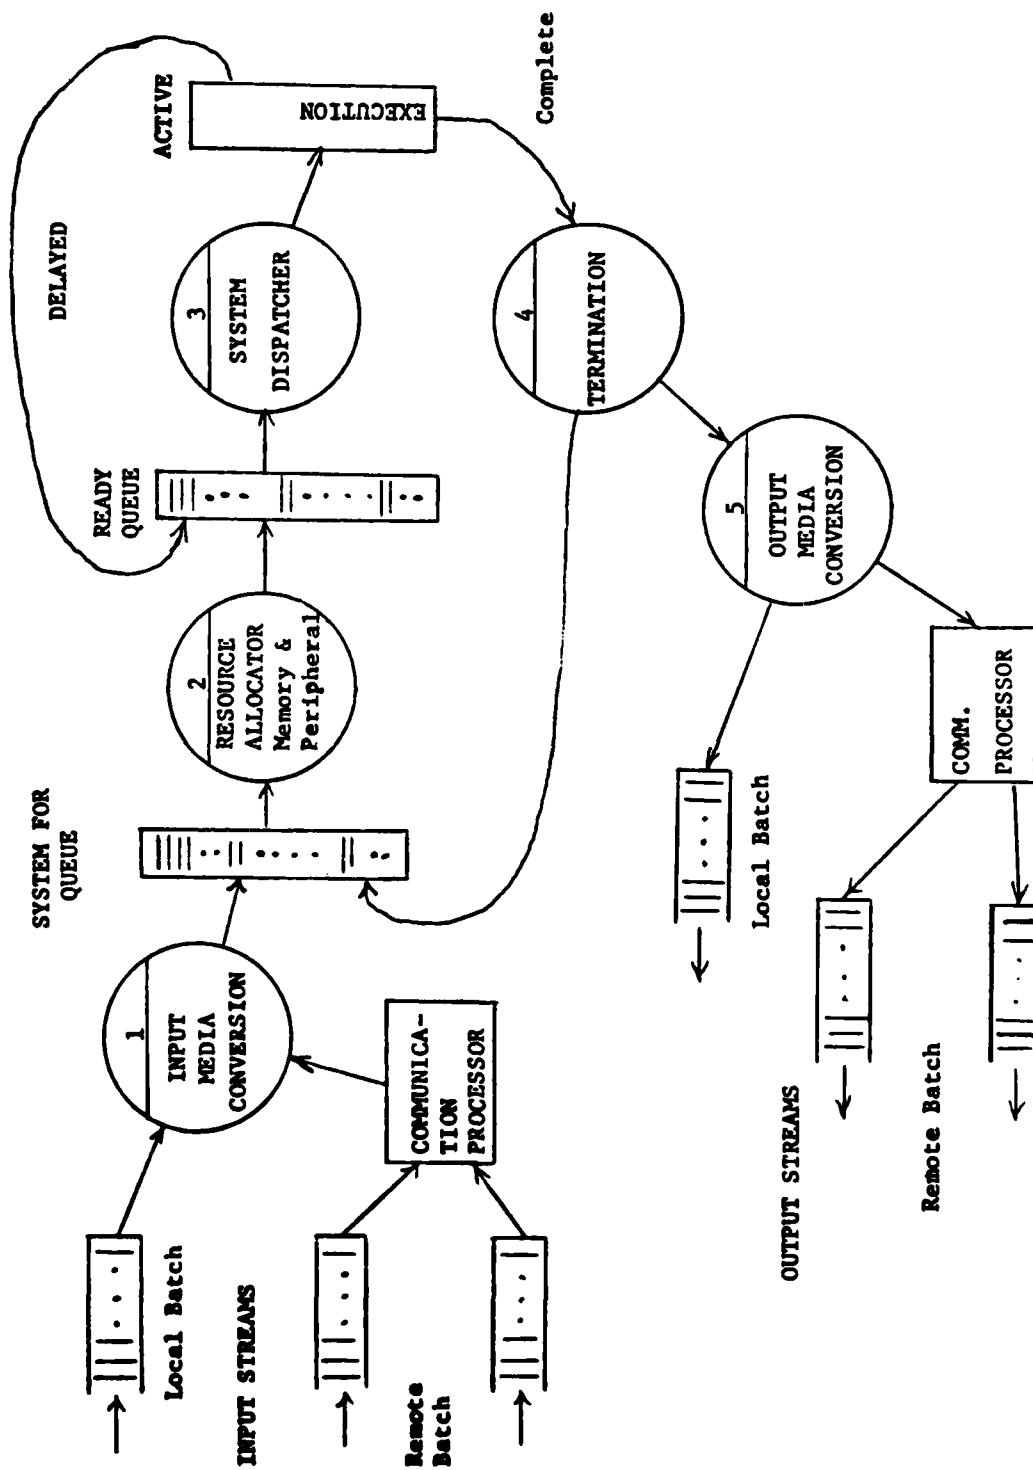 DELAYED
ACTIVE
EXECUTION
Complete
READY
QUEUE
3
SYSTEM
DISPATCHER
4
TERMINATION
SYSTEM FOR
QUEUE
2
RESOURCE
ALLOCATOR
Memory &
Peripheral
5
OUTPUT
MEDIA
CONVERSION
1
INPUT
MEDIA
CONVERSION
COMMUNICA-
TION
PROCESSOR
Local Batch
INPUT STREAMS
Remote
Batch
Local Batch
COMM.
PROCESSOR
OUTPUT STREAMS
Remote Batch